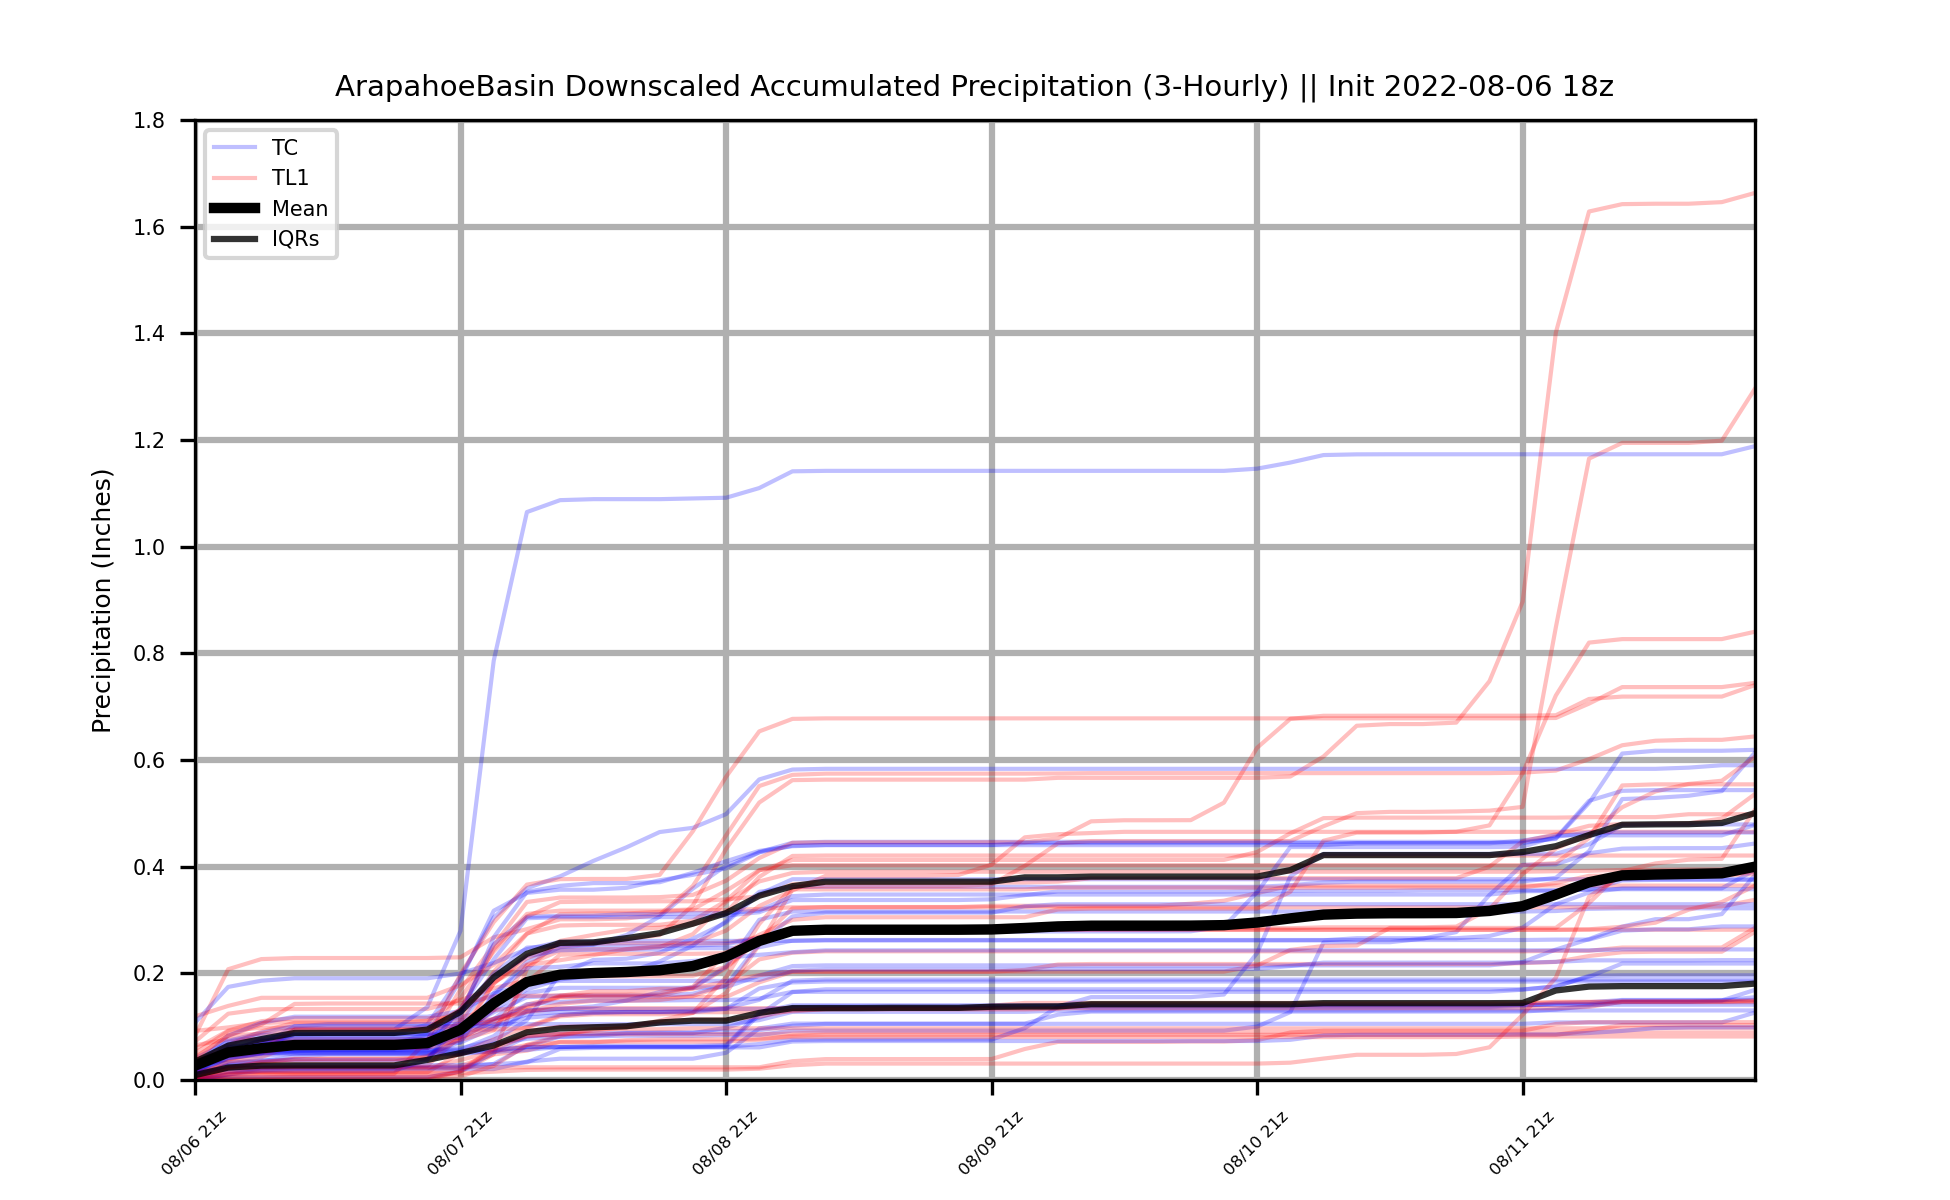 ArapahoeBasin Downscaled Accumulated Precipitation (3-Hourly) || Init 2022-08-06 18z
Precipitation (Inches)
1.8
1.6
1.4
1.2
1.0
0.8
0.6
0.4
0.2
0.0
TC
TL1
Mean
IQRs
08/06 21z
08/07 21z
08/08 21z
08/09 21z
08/10 21z
08/11 21z